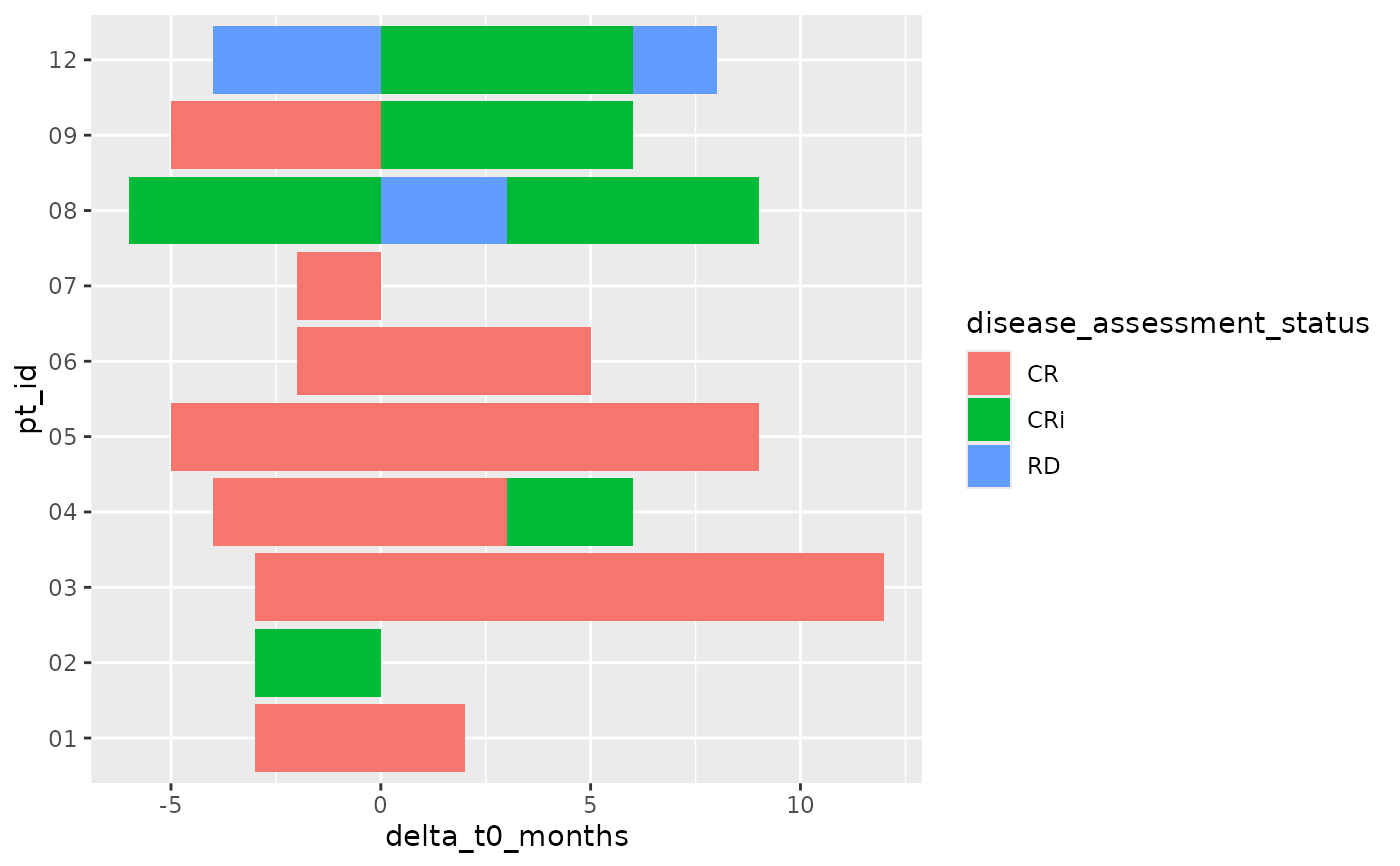 12
09
08
07
06
05
04
03
02
01
pt_id
-5 0 5 10
delta_t0_months
disease_assessment_status
CR
CRi
RD